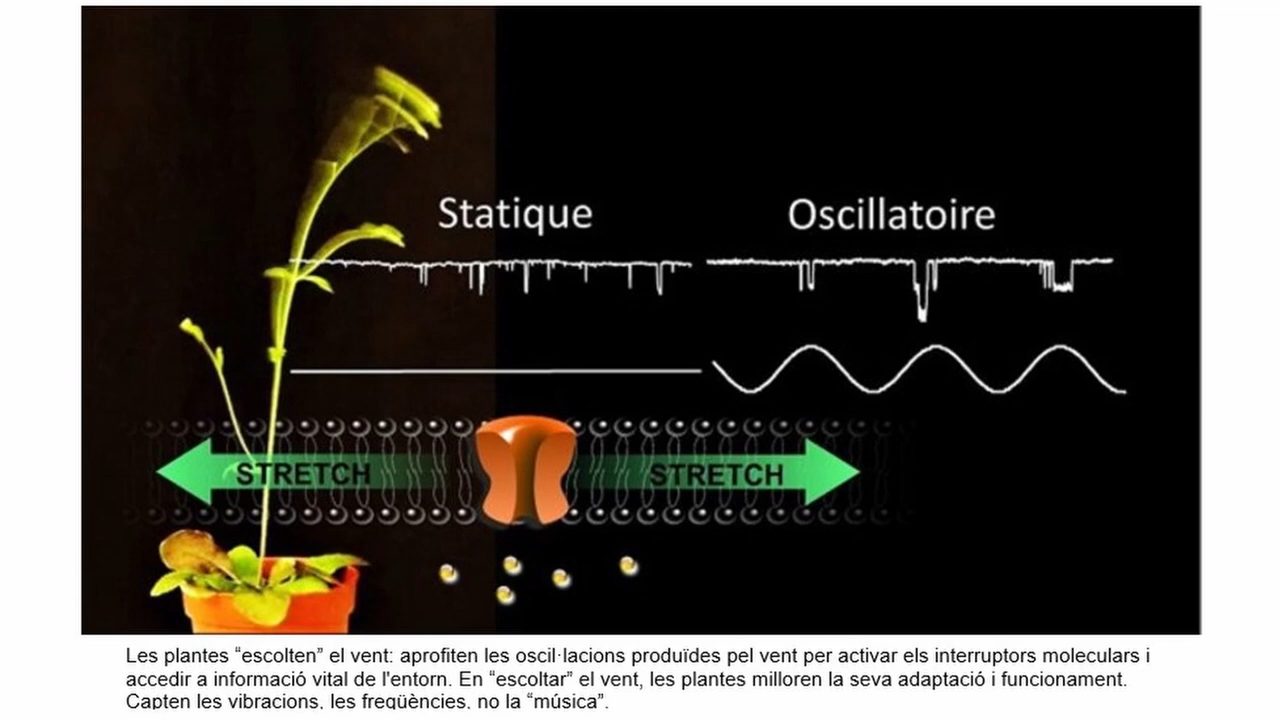 Statique
Oscillatoire
STRETCH
STRETCH
Les plantes “escolten” el vent: aprofiten les oscil·lacions produïdes pel vent per activar els interruptors moleculars i
accedir a informació vital de l'entorn. En “escoltar” el vent, les plantes milloren la seva adaptació i funcionament.
Capten les vibracions, les freqüències, no la “música”.